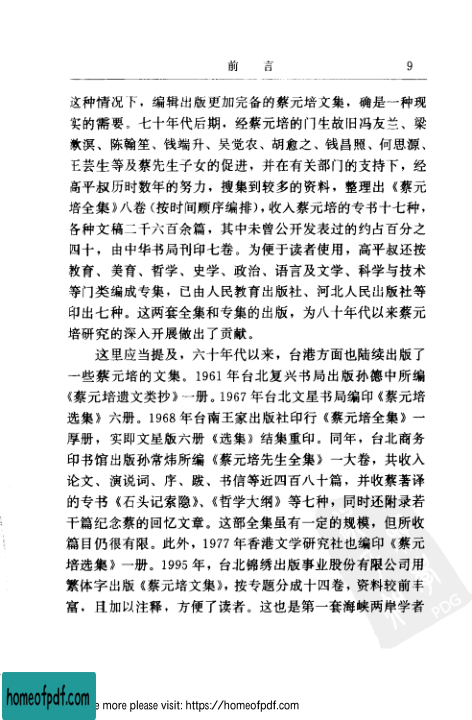 前 言 9
这种情况下，编辑出版更加完备的蔡元培文集，确是一种现
实的需要。七十年代后期，经蔡元培的门生故旧冯友兰、梁
漱溟、陈翰笙、钱端升、吴觉农、胡愈之、钱昌照、何思源、
王芸生等及蔡先生子女的促进，并在有关部门的支持下，经
高平叔历时数年的努力，搜集到较多的资料，整理出《蔡元
培全集》八卷（按时间顺序编排），收入蔡元培的专书十七种，
各种文稿二千六百余篇，其中未曾公开发表过的约占百分之
四十，由中华书局刊印七卷。为便于读者使用，高平叔还按
教育、美育、哲学、史学、政治、语言及文学、科学与技术
等门类编成专集，已由人民教育出版社、河北人民出版社等
印出七种。这两套全集和专集的出版，为八十年代以来蔡元
培研究的深入开展做出了贡献。
这里应当提及，六十年代以来，台港方面也陆续出版了
一些蔡元培的文集。1961 年台北复兴书局出版孙德中所编
《蔡元培遗文类抄》一册。1967 年台北文星书局编印《蔡元培
选集》六册。1968 年台南王家出版社印行《蔡元培全集》一
厚册，实即文星版六册《选集》结集重印。同年，台北商务
印书馆出版孙常炜所编《蔡元培先生全集》一大卷，共收入
论文、演说词、序、跋、书信等近四百八十篇，并收蔡著译
的专书《石头记索隐》、《哲学大纲》等七种，同时还附录若
干篇纪念蔡的回忆文章。这部全集虽有一定的规模，但所收
篇目仍很有限。此外，1977 年香港文学研究社也编印《蔡元
培选集》一册。1995 年，台北锦绣出版事业股份有限公司用
繁体字出版《蔡元培文集》，按专题分成十四卷，资料较前丰
富，且加以注释，方便了读者。这也是第一套海峡两岸学者
PDG
homeofpdf.com
e more please visit: https://homeofpdf.com